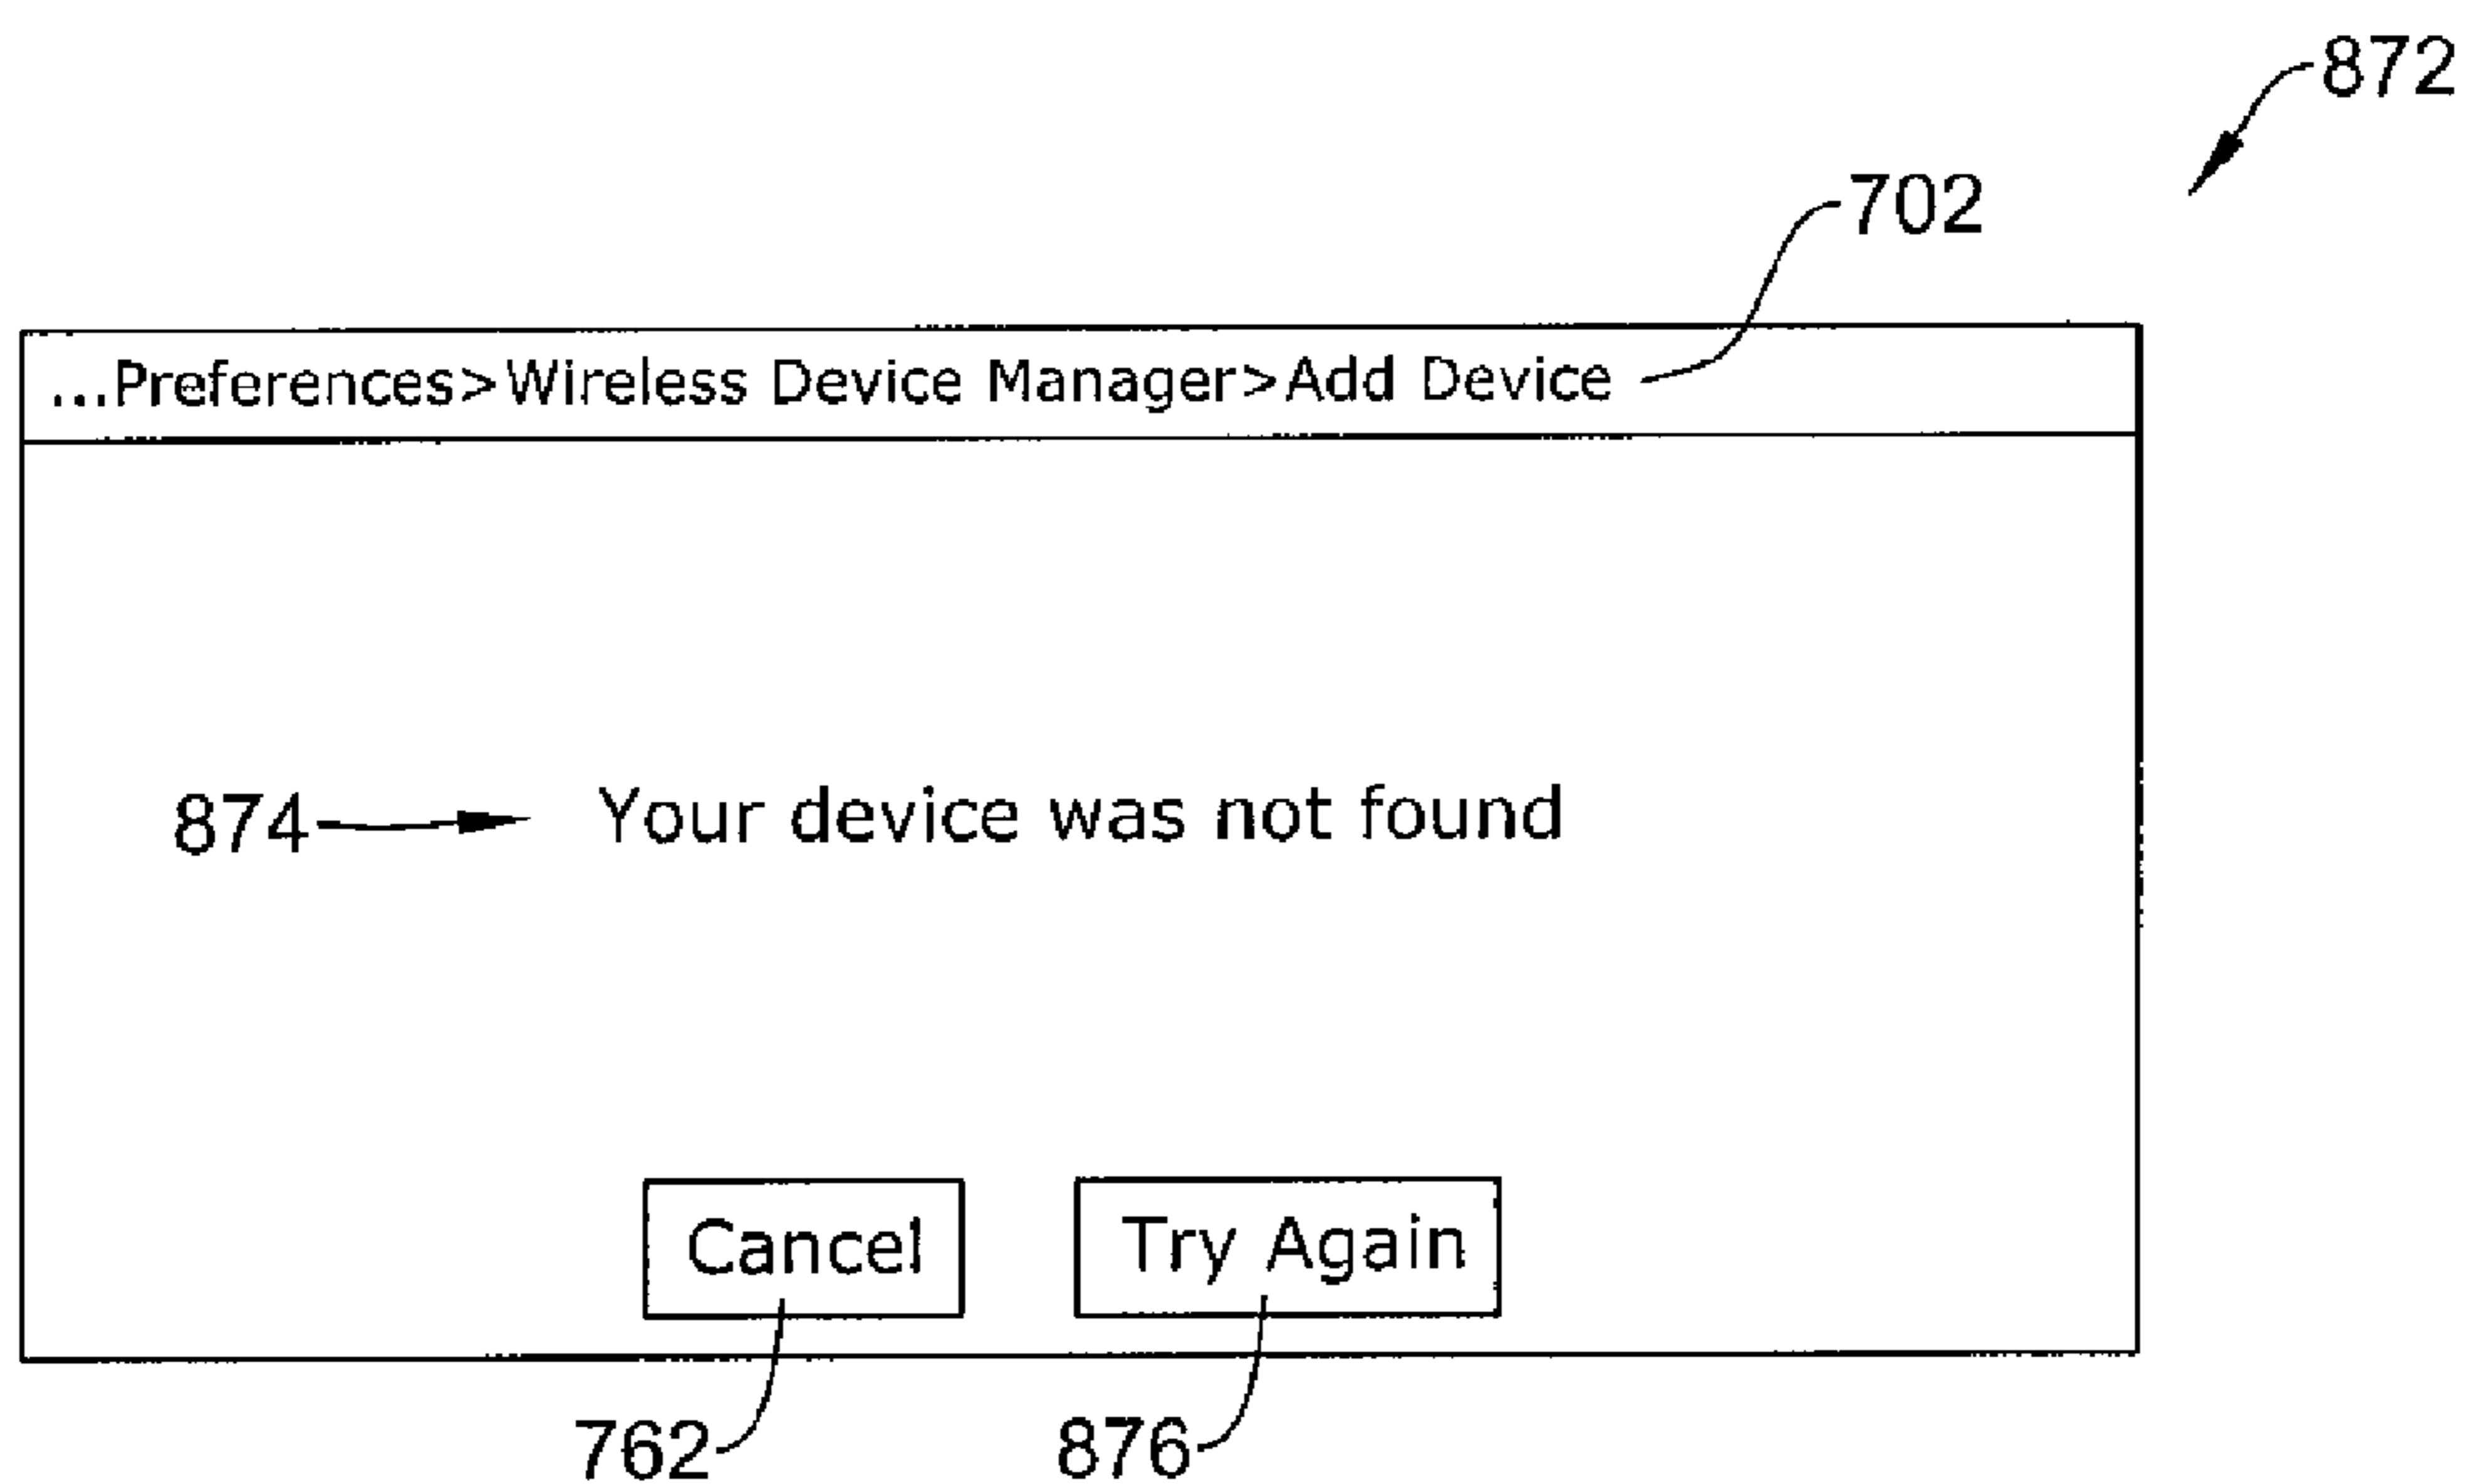 872
702
...Preferences>Wireless Device Manager>Add Device
874 Your device was not found
Cancel Try Again
762 876